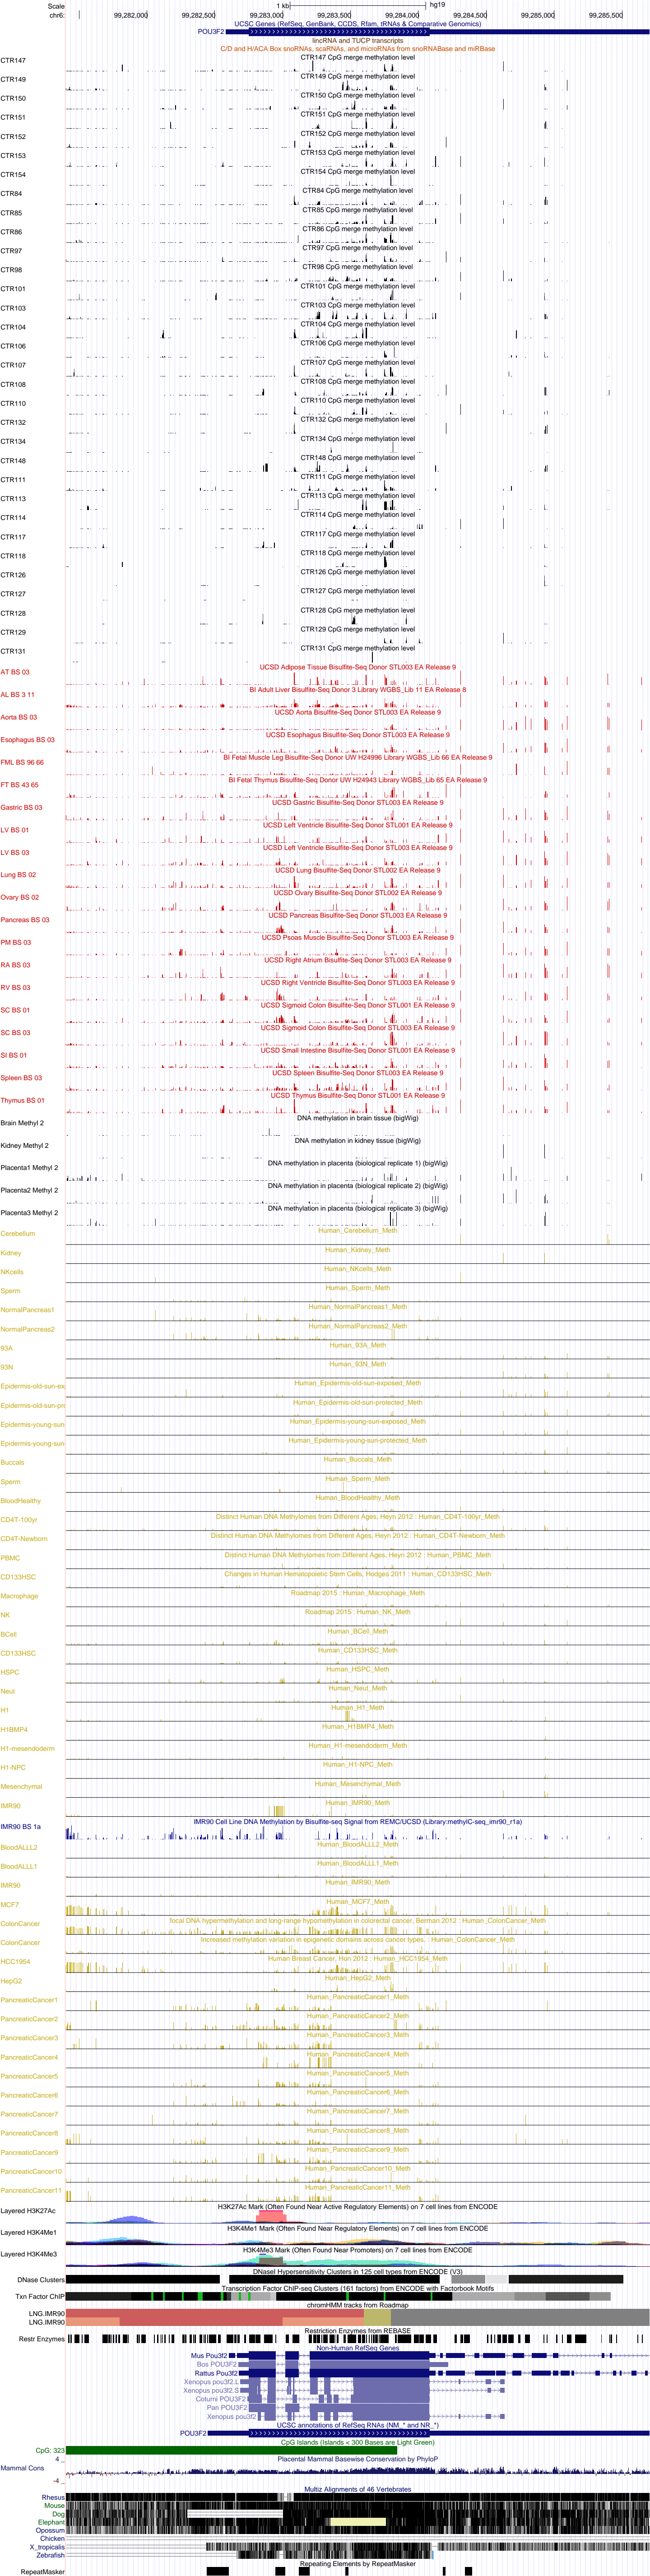 Scale 1 kb hg19
chr6: 99,282,000 99,282,500 99,283,000 99,283,500 99,284,000 99,284,500 99,285,000 99,285,500
UCSC Genes (RefSeq, GenBank, CCDS, Rfam, tRNAs & Comparative Genomics)
POU3F2
lincRNA and TUCP transcripts
C/D and H/ACA Box snoRNAs, scaRNAs, and microRNAs from snoRNABase and miRBase
CTR147 CpG merge methylation level
CTR147
CTR149 CpG merge methylation level
CTR149
CTR150 CpG merge methylation level
CTR150
CTR151 CpG merge methylation level
CTR151
CTR152 CpG merge methylation level
CTR152
CTR153 CpG merge methylation level
CTR153
CTR154 CpG merge methylation level
CTR154
CTR84 CpG merge methylation level
CTR84
CTR85 CpG merge methylation level
CTR85
CTR86 CpG merge methylation level
CTR86
CTR97 CpG merge methylation level
CTR97
CTR98 CpG merge methylation level
CTR98
CTR101 CpG merge methylation level
CTR101
CTR103 CpG merge methylation level
CTR103
CTR104 CpG merge methylation level
CTR104
CTR106 CpG merge methylation level
CTR106
CTR107 CpG merge methylation level
CTR107
CTR108 CpG merge methylation level
CTR108
CTR110 CpG merge methylation level
CTR110
CTR132 CpG merge methylation level
CTR132
CTR134 CpG merge methylation level
CTR134
CTR148 CpG merge methylation level
CTR148
CTR111 CpG merge methylation level
CTR111
CTR113 CpG merge methylation level
CTR113
CTR114 CpG merge methylation level
CTR114
CTR117 CpG merge methylation level
CTR117
CTR118 CpG merge methylation level
CTR118
CTR126 CpG merge methylation level
CTR126
CTR127 CpG merge methylation level
CTR127
CTR128 CpG merge methylation level
CTR128
CTR129 CpG merge methylation level
CTR129
CTR131 CpG merge methylation level
CTR131
UCSD Adipose Tissue Bisulfite-Seq Donor STL003 EA Release 9
AT BS 03
BI Adult Liver Bisulfite-Seq Donor 3 Library WGBS_Lib 11 EA Release 8
AL BS 3 11
UCSD Aorta Bisulfite-Seq Donor STL003 EA Release 9
Aorta BS 03
UCSD Esophagus Bisulfite-Seq Donor STL003 EA Release 9
Esophagus BS 03
BI Fetal Muscle Leg Bisulfite-Seq Donor UW H24996 Library WGBS_Lib 66 EA Release 9
FML BS 96 66
BI Fetal Thymus Bisulfite-Seq Donor UW H24943 Library WGBS_Lib 65 EA Release 9
FT BS 43 65
UCSD Gastric Bisulfite-Seq Donor STL003 EA Release 9
Gastric BS 03
UCSD Left Ventricle Bisulfite-Seq Donor STL001 EA Release 9
LV BS 01
UCSD Left Ventricle Bisulfite-Seq Donor STL003 EA Release 9
LV BS 03
UCSD Lung Bisulfite-Seq Donor STL002 EA Release 9
Lung BS 02
UCSD Ovary Bisulfite-Seq Donor STL002 EA Release 9
Ovary BS 02
UCSD Pancreas Bisulfite-Seq Donor STL003 EA Release 9
Pancreas BS 03
UCSD Psoas Muscle Bisulfite-Seq Donor STL003 EA Release 9
PM BS 03
UCSD Right Atrium Bisulfite-Seq Donor STL003 EA Release 9
RA BS 03
UCSD Right Ventricle Bisulfite-Seq Donor STL003 EA Release 9
RV BS 03
UCSD Sigmoid Colon Bisulfite-Seq Donor STL001 EA Release 9
SC BS 01
UCSD Sigmoid Colon Bisulfite-Seq Donor STL003 EA Release 9
SC BS 03
UCSD Small Intestine Bisulfite-Seq Donor STL001 EA Release 9
SI BS 01
UCSD Spleen Bisulfite-Seq Donor STL003 EA Release 9
Spleen BS 03
UCSD Thymus Bisulfite-Seq Donor STL001 EA Release 9
Thymus BS 01
DNA methylation in brain tissue (bigWig)
Brain Methyl 2
DNA methylation in kidney tissue (bigWig)
Kidney Methyl 2
DNA methylation in placenta (biological replicate 1) (bigWig)
Placenta1 Methyl 2
DNA methylation in placenta (biological replicate 2) (bigWig)
Placenta2 Methyl 2
DNA methylation in placenta (biological replicate 3) (bigWig)
Placenta3 Methyl 2
Human_Cerebellum_Meth
Cerebellum
Human_Kidney_Meth
Kidney
Human_NKcells_Meth
NKcells
Human_Sperm_Meth
Sperm
Human_NormalPancreas1_Meth
NormalPancreas1
Human_NormalPancreas2_Meth
NormalPancreas2
Human_93A_Meth
93A
Human_93N_Meth
93N
Human_Epidermis-old-sun-exposed_Meth
Epidermis-old-sun-ex
Human_Epidermis-old-sun-protected_Meth
Epidermis-old-sun-pr
Human_Epidermis-young-sun-exposed_Meth
Epidermis-young-sun
Human_Epidermis-young-sun-protected_Meth
Epidermis-young-sun
Human_Buccals_Meth
Buccals
Human_Sperm_Meth
Sperm
Human_BloodHealthy_Meth
BloodHealthy
Distinct Human DNA Methylomes from Different Ages, Heyn 2012 : Human_CD4T-100yr_Meth
CD4T-100yr
Distinct Human DNA Methylomes from Different Ages, Heyn 2012 : Human_CD4T-Newborn_Meth
CD4T-Newborn
Distinct Human DNA Methylomes from Different Ages, Heyn 2012 : Human_PBMC_Meth
PBMC
Changes in Human Hematopoietic Stem Cells, Hodges 2011 : Human_CD133HSC_Meth
CD133HSC
Roadmap 2015 : Human_Macrophage_Meth
Macrophage
Roadmap 2015 : Human_NK_Meth
NK
Human_BCell_Meth
BCell
Human_CD133HSC_Meth
CD133HSC
Human_HSPC_Meth
HSPC
Human_Neut_Meth
Neut
Human_H1_Meth
H1
Human_H1BMP4_Meth
H1BMP4
Human_H1-mesendoderm_Meth
H1-mesendoderm
Human_H1-NPC_Meth
H1-NPC
Human_Mesenchymal_Meth
Mesenchymal
Human_IMR90_Meth
IMR90
IMR90 Cell Line DNA Methylation by Bisulfite-seq Signal from REMC/UCSD (Library:methylC-seq_imr90_r1a)
IMR90 BS 1a
Human_BloodALLL2_Meth
BloodALLL2
Human_BloodALLL1_Meth
BloodALLL1
Human_IMR90_Meth
IMR90
Human_MCF7_Meth
MCF7
focal DNA hypermethylation and long-range hypomethylation in colorectal cancer, Berman 2012 : Human_ColonCancer_Meth
ColonCancer
Increased methylation variation in epigenetic domains across cancer types. : Human_ColonCancer_Meth
ColonCancer
Human Breast Cancer, Hon 2012 : Human_HCC1954_Meth
HCC1954
Human_HepG2_Meth
HepG2
Human_PancreaticCancer1_Meth
PancreaticCancer1
Human_PancreaticCancer2_Meth
PancreaticCancer2
Human_PancreaticCancer3_Meth
PancreaticCancer3
Human_PancreaticCancer4_Meth
PancreaticCancer4
Human_PancreaticCancer5_Meth
PancreaticCancer5
Human_PancreaticCancer6_Meth
PancreaticCancer6
Human_PancreaticCancer7_Meth
PancreaticCancer7
Human_PancreaticCancer8_Meth
PancreaticCancer8
Human_PancreaticCancer9_Meth
PancreaticCancer9
Human_PancreaticCancer10_Meth
PancreaticCancer10
Human_PancreaticCancer11_Meth
PancreaticCancer11
H3K27Ac Mark (Often Found Near Active Regulatory Elements) on 7 cell lines from ENCODE
Layered H3K27Ac
H3K4Me1 Mark (Often Found Near Regulatory Elements) on 7 cell lines from ENCODE
Layered H3K4Me1
H3K4Me3 Mark (Often Found Near Promoters) on 7 cell lines from ENCODE
Layered H3K4Me3
DNaseI Hypersensitivity Clusters in 125 cell types from ENCODE (V3)
DNase Clusters
Transcription Factor ChIP-seq Clusters (161 factors) from ENCODE with Factorbook Motifs
Txn Factor ChIP
chromHMM tracks from Roadmap
LNG.IMR90
LNG.IMR90
Restriction Enzymes from REBASE
Restr Enzymes
Non-Human RefSeq Genes
Mus Pou3f2
Bos POU3F2
Rattus Pou3f2
Xenopus pou3f2.L
Xenopus pou3f2.S
Coturni POU3F2
Pan POU3F2
Xenopus pou3f2
UCSC annotations of RefSeq RNAs (NM_* and NR_*)
POU3F2
CpG Islands (Islands < 300 Bases are Light Green)
CpG: 323
Placental Mammal Basewise Conservation by PhyloP
4 _
Mammal Cons
-4 _
Multiz Alignments of 46 Vertebrates
Rhesus
Mouse
Dog
Elephant
Opossum
Chicken
X_tropicalis
Zebrafish
Repeating Elements by RepeatMasker
RepeatMasker